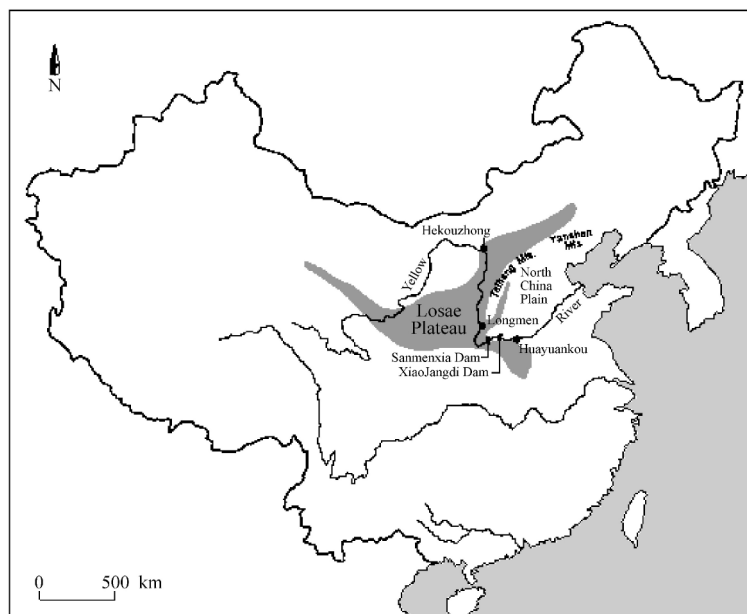 N
Hekouzhong
Yanshen
Mts.
Taihang Mts.
Yellow
North
China
Plain
River
Losae
Plateau
Longmen
Sanmenxia Dam
Huayuankou
XiaoJangdi Dam
0 500 km